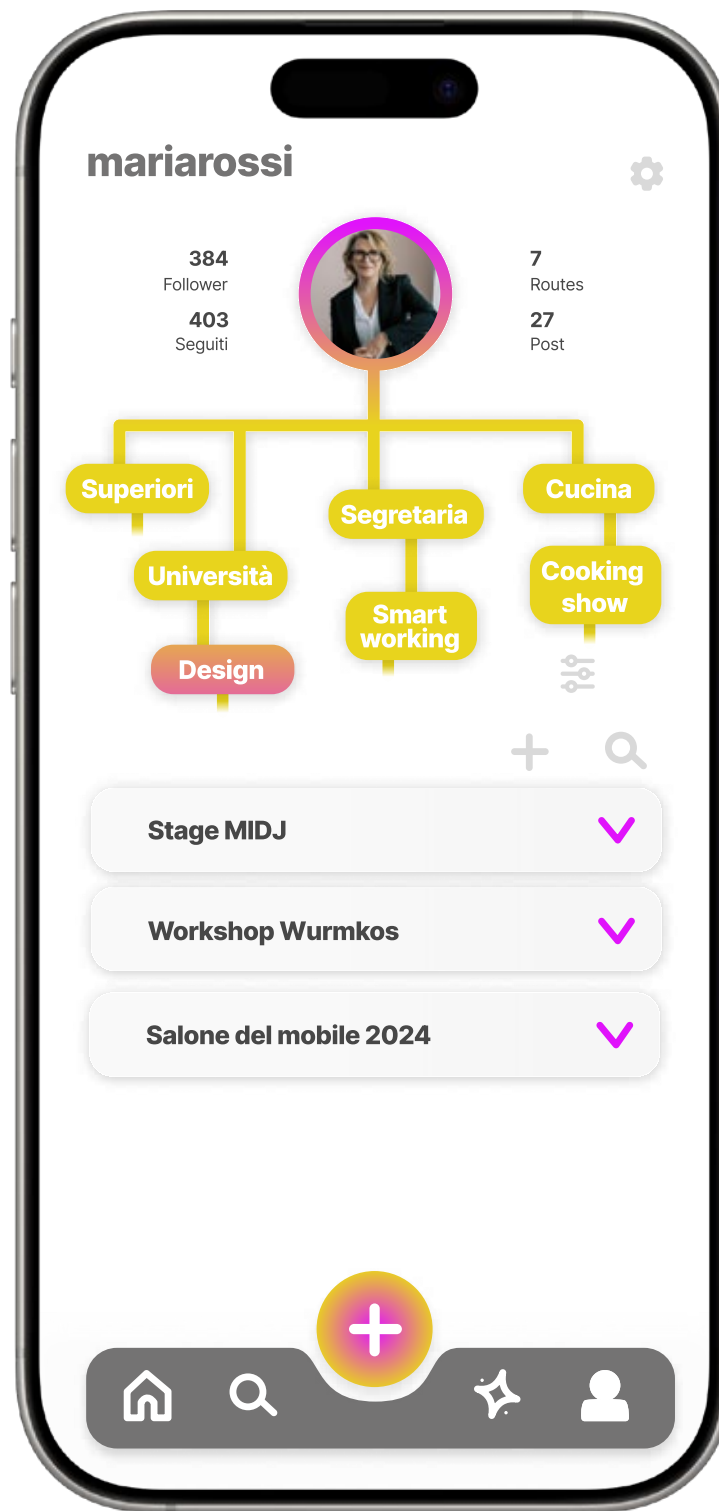 mariarossi
384
Follower
403
Seguiti
7
Routes
27
Post
Superiori
Università
Design
Segretaria
Smart
working
Cucina
Cooking
show
Stage MIDJ
Workshop Wurmkos
Salone del mobile 2024